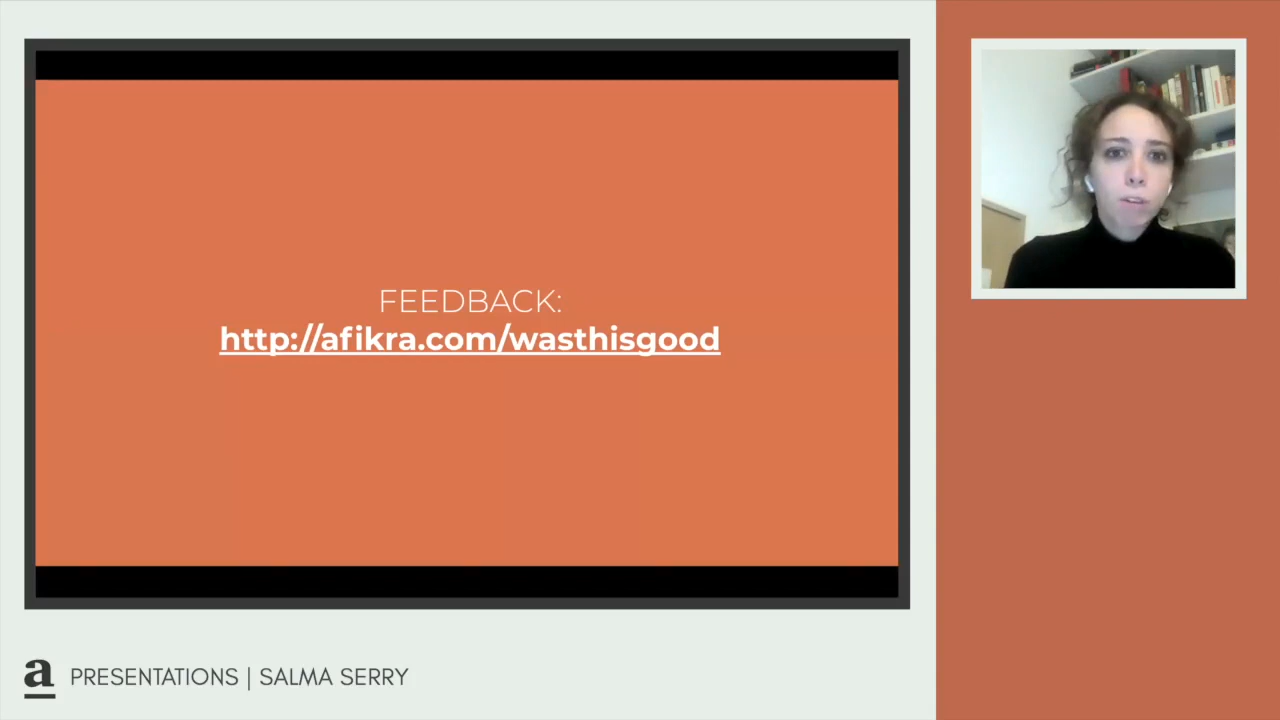 FEEDBACK:
http://afikra.com/wasthisgood
a PRESENTATIONS | SALMA SERRY